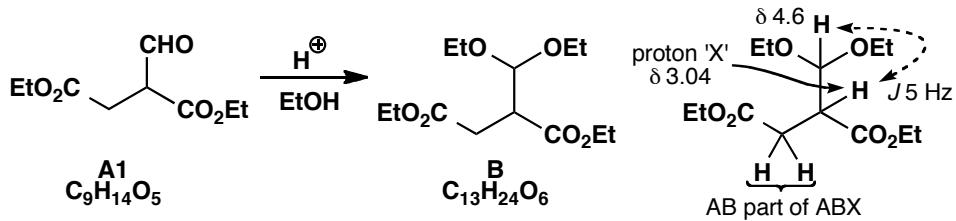 CHO
EtO₂C
CO₂Et
A1
C₉H₁₄O₅
H⊕
EtOH
EtO OEt
EtO₂C
CO₂Et
B
C₁₃H₂₄O₆
δ 4.6
H
EtO OEt
proton 'X'
δ 3.04
H
J 5 Hz
EtO₂C
CO₂Et
H H
AB part of ABX